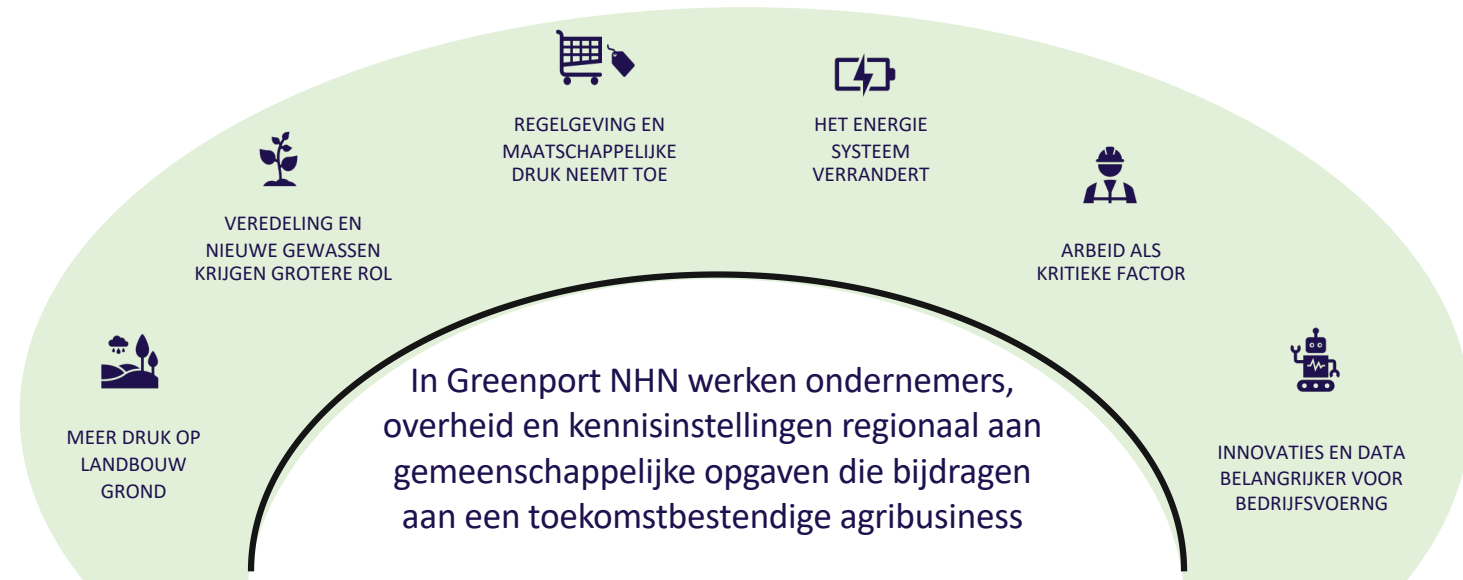 REGELGEVING EN
MAATSCHAPPELIJKE
DRUK NEEMT TOE
HET ENERGIE
SYSTEEM
VERRANDERT
VEREDELING EN
NIEUWE GEWASSEN
KRIJGEN GROTERE ROL
ARBEID ALS
KRITIEKE FACTOR
MEER DRUK OP
LANDBOUW
GROND
In Greenport NHN werken ondernemers,
overheid en kennisinstellingen regionaal aan
gemeenschappelijke opgaven die bijdragen
aan een toekomstbestendige agribusiness
INNOVATIES EN DATA
BELANGRIJKER VOOR
BEDRIJFSVOERNG